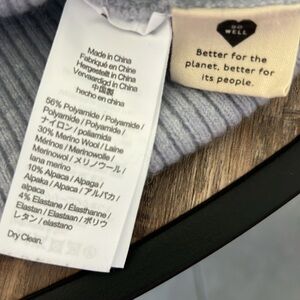 Made in China
Fabriqué en Chine
Hergestellt in China
Vervaardigd in China
中国製
hecho en china
56% Polyamide /
Polyamide / Polyamide /
ナイロン / poliamida
30% Merino Wool / Laine
Mérinos / Merinowolle /
Merinowol / メリノウール /
lana merino
10% Alpaca / Alpaga /
Alpaka / Alpaca / アルパカ /
alpaca
4% Elastane / Élasthanne /
Elastan / Elastaan / ポリウ
レタン / elastano
Dry Clean.
DO
WELL
Better for the
planet, better for
its people.